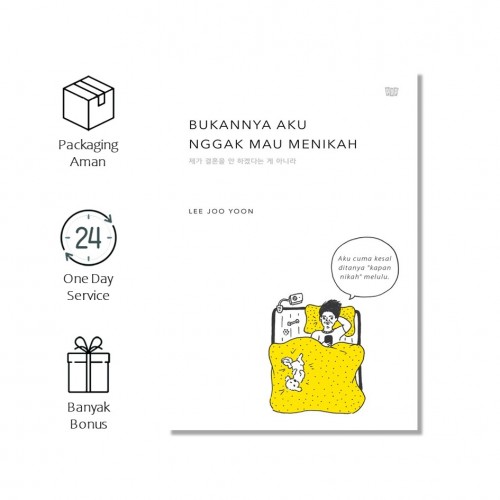 Packaging
Aman
24
One Day
Service
Banyak
Bonus
BUKANNYA AKU
NGGAK MAU MENIKAH
제가 결혼을 안 하겠다는 게 아니라
LEE JOO YOON
Aku cuma kesal
ditanya "kapan
nikah" melulu.